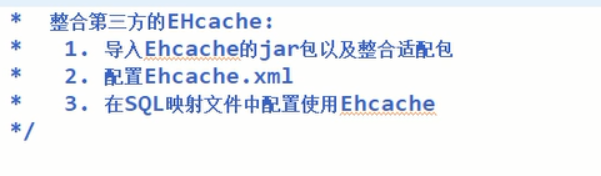 * 整合第三方的EHcache:
* 1. 导入Ehcache的jar包以及整合适配包
* 2. 配置Ehcache.xml
* 3. 在SQL映射文件中配置使用Ehcache
*/